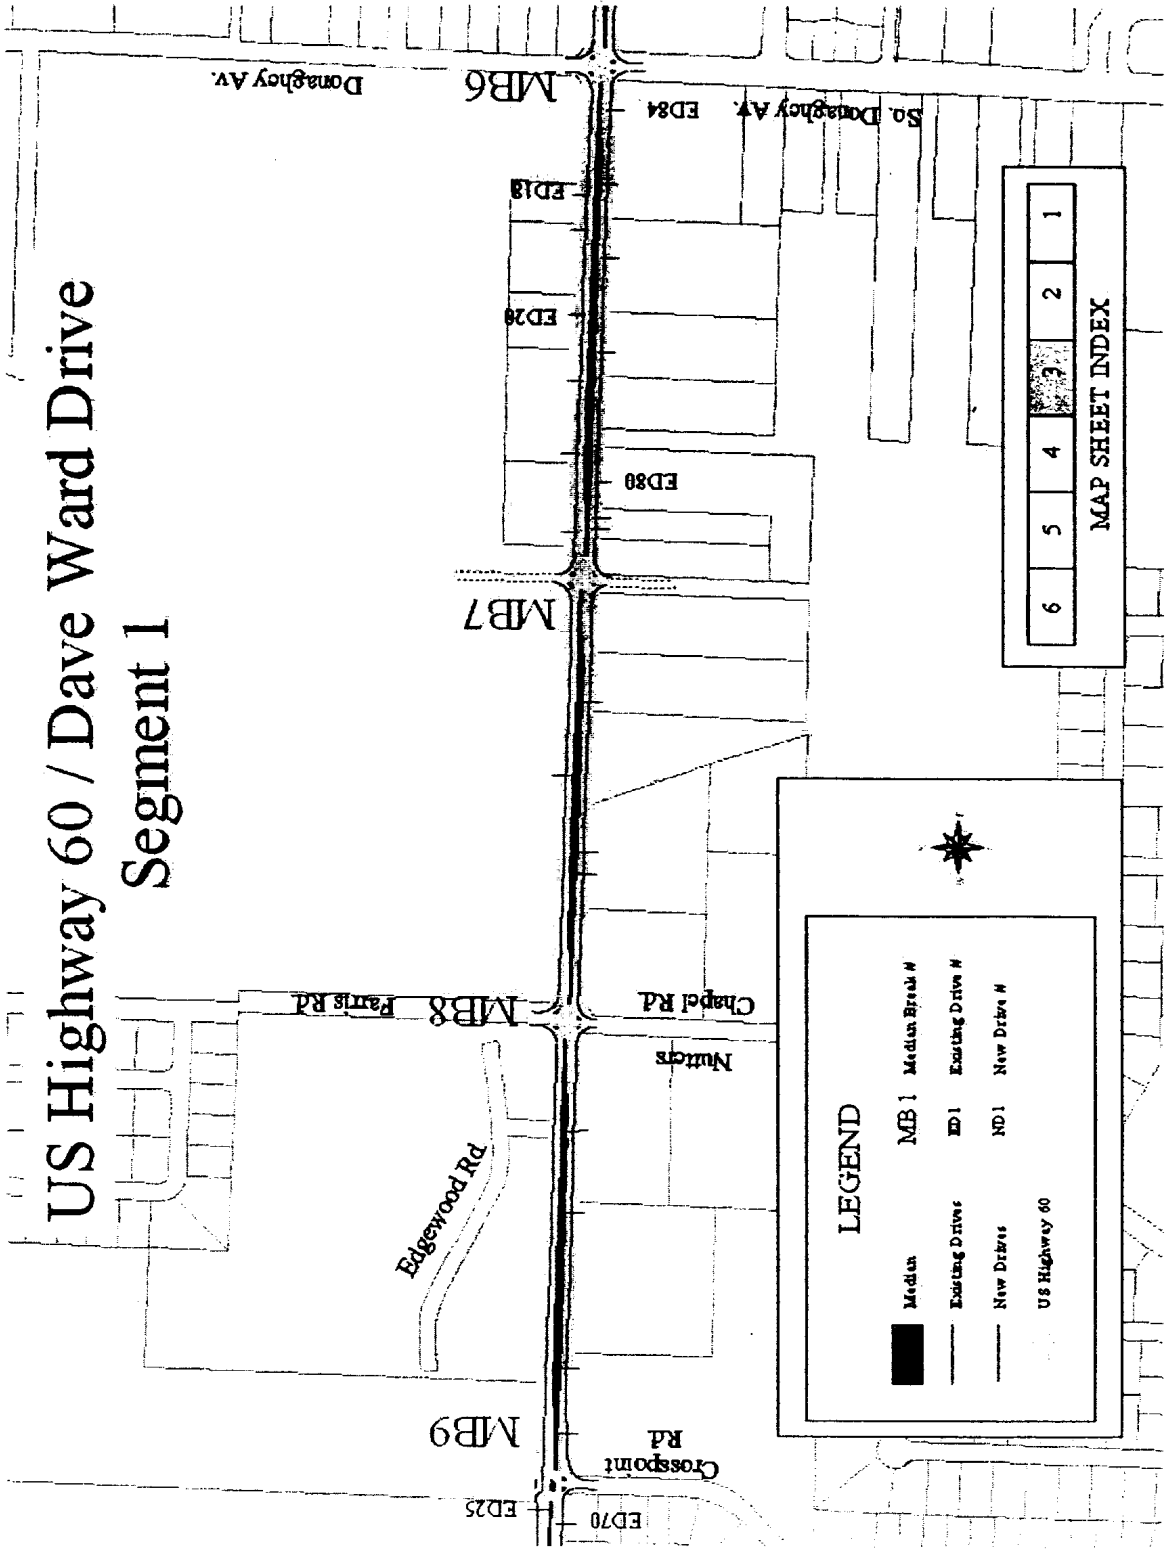 US Highway 60 / Dave Ward Drive
Segment 1
Donaghey Av.
MB6
ED84
So. Donaghey Av.
ED18
ED20
ED80
MB7
Farris Rd.
MB8
Chapel Rd.
Nutters
Edgewood Rd.
MB9
Crosspoint
Rd.
ED25
ED70
6 5 4 3 2 1
MAP SHEET INDEX
LEGEND
Median MB 1 Median Break #
Existing Drives ED1 Existing Drive #
New Drives ND1 New Drive #
US Highway 60